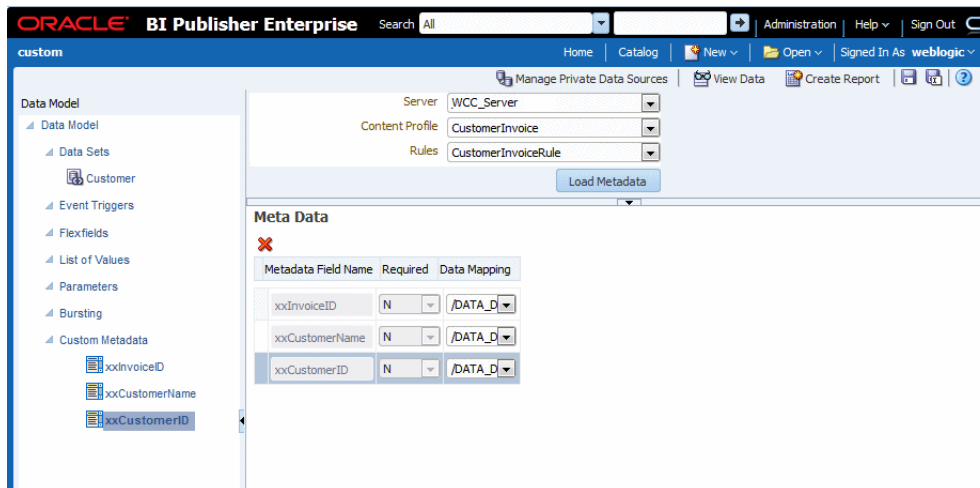 ORACLE BI Publisher Enterprise Search All Administration Help Sign Out
custom Home Catalog New Open Signed In As weblogic
Manage Private Data Sources View Data Create Report
Data Model
Data Model
Data Sets
Customer
Event Triggers
Flexfields
List of Values
Parameters
Bursting
Custom Metadata
xxInvoiceID
xxCustomerName
xxCustomerID
Server WCC_Server
Content Profile CustomerInvoice
Rules CustomerInvoiceRule
Load Metadata
Meta Data
Metadata Field Name Required Data Mapping
xxInvoiceID N /DATA_D
xxCustomerName N /DATA_D
xxCustomerID N /DATA_D